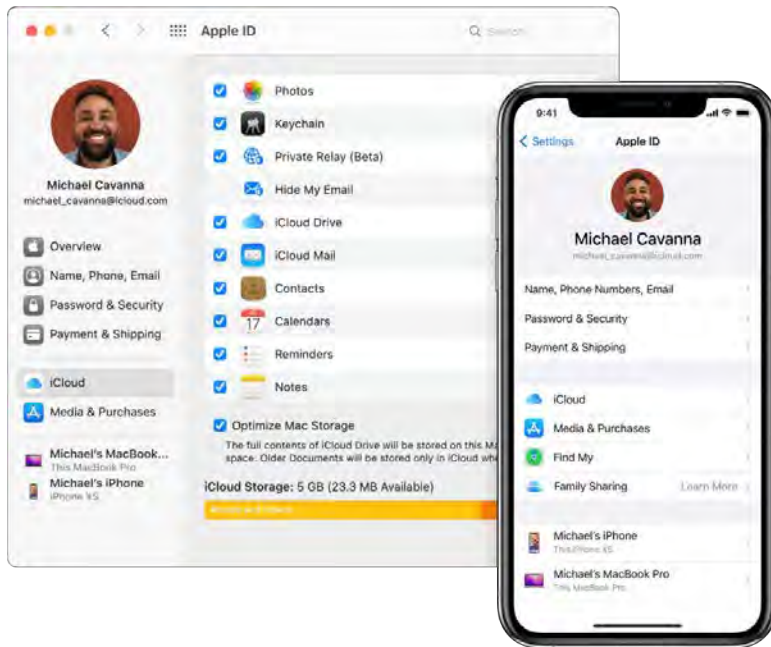 Apple ID
Search
Michael Cavanna
michael_cavanna@icloud.com
Overview
Name, Phone, Email
Password & Security
Payment & Shipping
iCloud
Media & Purchases
Michael's MacBook...
This MacBook Pro
Michael's iPhone
iPhone XS
Photos
Keychain
Private Relay (Beta)
Hide My Email
iCloud Drive
iCloud Mail
Contacts
17
Calendars
Reminders
Notes
Optimize Mac Storage
The full contents of iCloud Drive will be stored on this
space. Older Documents will be stored only in iCloud
iCloud Storage: 5 GB (23.3 MB Available)
9:41
Settings
Apple ID
Michael Cavanna
michael_cavanna@icloud.com
Name, Phone Numbers, Email
Password & Security
Payment & Shipping
iCloud
Media & Purchases
Find My
Family Sharing
Learn More
Michael's iPhone
This iPhone XS
Michael's MacBook Pro
This MacBook Pro